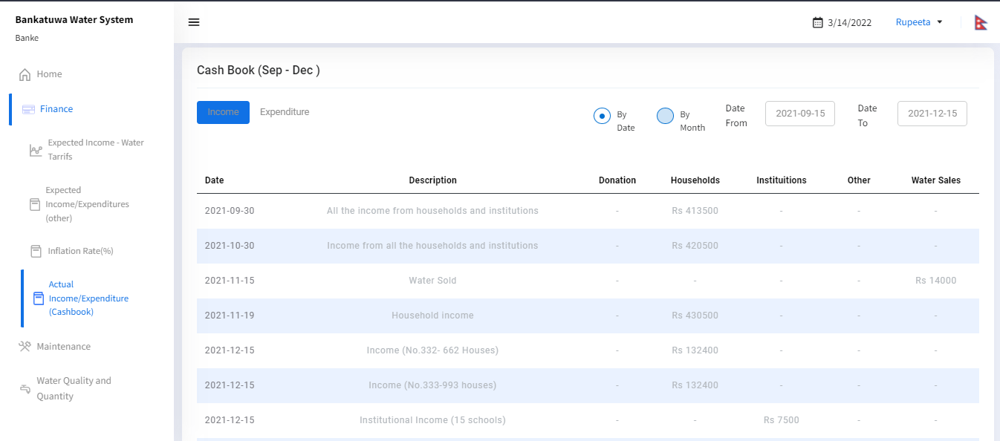 Bankatuwa Water System
Banke
3/14/2022
Rupeeta
Home
Finance
Expected Income - Water
Tarrifs
Expected
Income/Expenditures
(other)
Inflation Rate(%)
Actual
Income/Expenditure
(Cashbook)
Maintenance
Water Quality and
Quantity
Cash Book (Sep - Dec )
Income Expenditure
By
Date
By
Month
Date
From
2021-09-15
Date
To
2021-12-15
Date Description Donation Households Instituitions Other Water Sales
2021-09-30 All the income from households and institutions - Rs 413500 - - -
2021-10-30 Income from all the households and institutions - Rs 420500 - - -
2021-11-15 Water Sold - - - - Rs 14000
2021-11-19 Household income - Rs 430500 - - -
2021-12-15 Income (No.332- 662 Houses) - Rs 132400 - - -
2021-12-15 Income (No.333-993 houses) - Rs 132400 - - -
2021-12-15 Institutional Income (15 schools) - - Rs 7500 - -